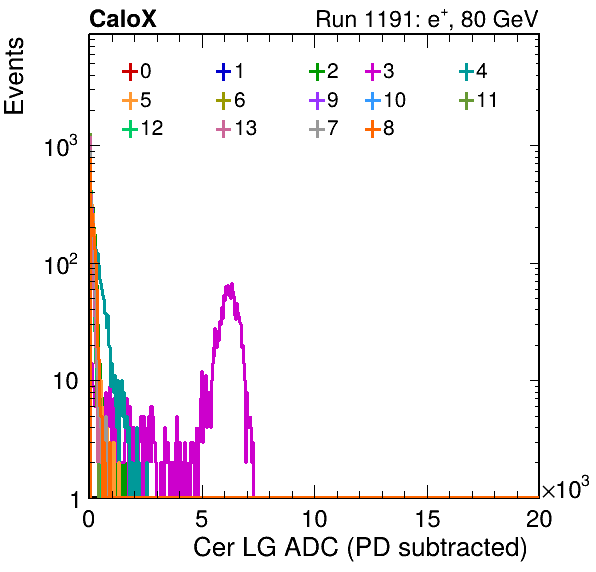 CaloX Run 1191: e⁺, 80 GeV
Events
0 1 2 3 4
5 6 9 10 11
12 13 7 8
10³
10²
10
1
0 5 10 15 20
×10³
Cer LG ADC (PD subtracted)